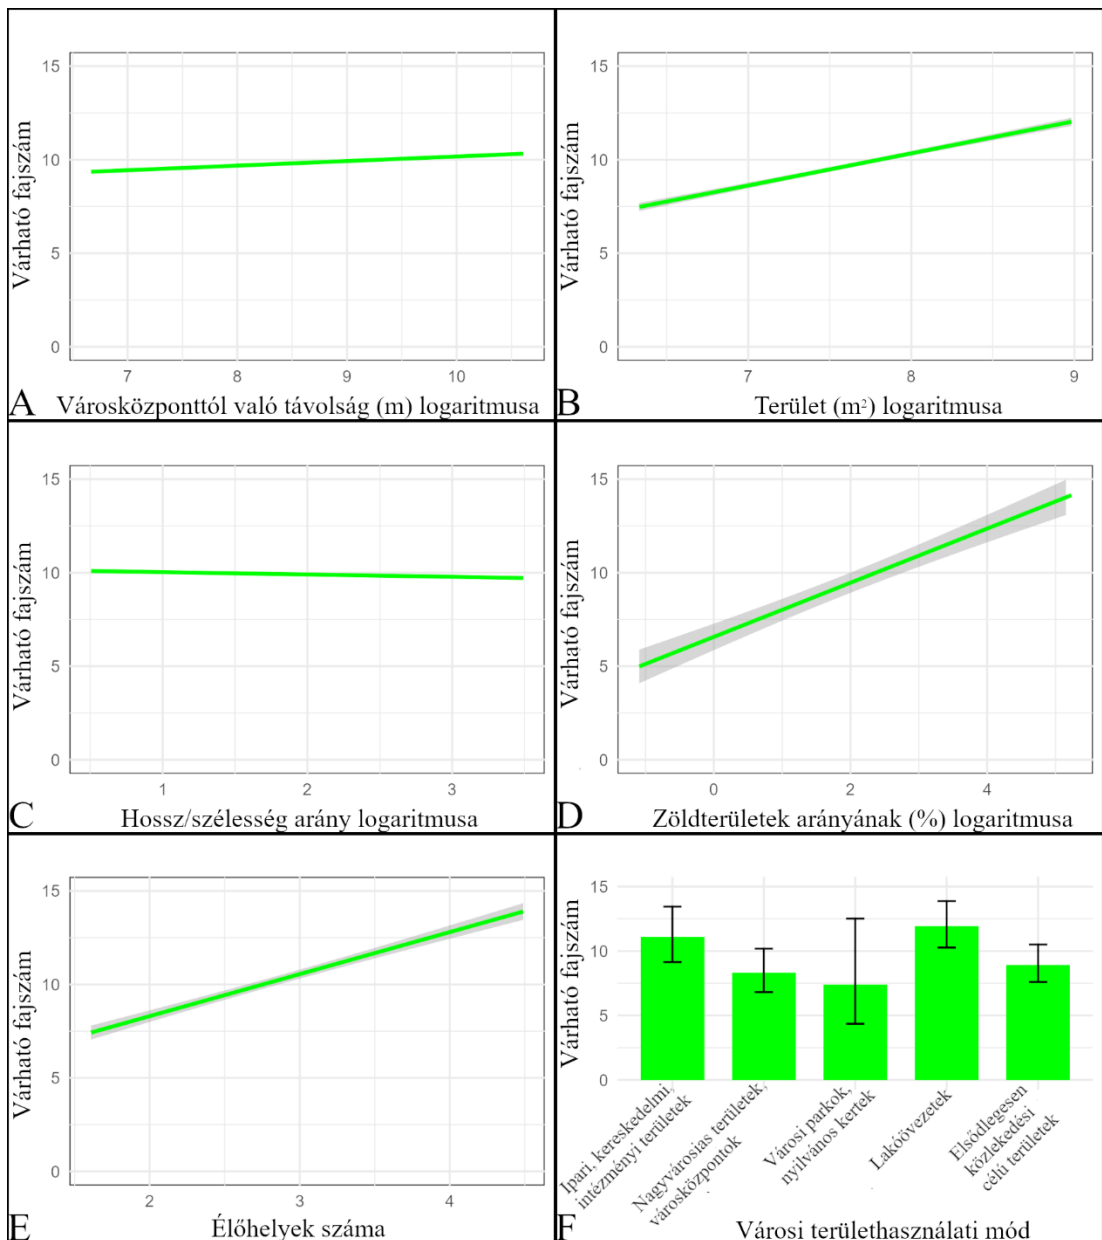 Várható fajszám
15
10
5
0
7
8
9
10
A
Városközponttól való távolság (m) logaritmusa
Várható fajszám
15
10
5
0
7
8
9
B
Terület (m²) logaritmusa
Várható fajszám
15
10
5
0
1
2
3
C
Hossz/szélesség arány logaritmusa
Várható fajszám
15
10
5
0
0
2
4
D
Zöldterületek arányának (%) logaritmusa
Várható fajszám
15
10
5
0
2
3
4
E
Élőhelyek száma
Várható fajszám
15
10
5
0
Ipari, kereskedelmi,
intézményi területek
Nagyvárosias területek,
városközpontok
Városi parkok,
nyilvános kertek
Lakóövezetek
Elsődlegesen
közlekedési
célú területek
F
Városi területhasználati mód